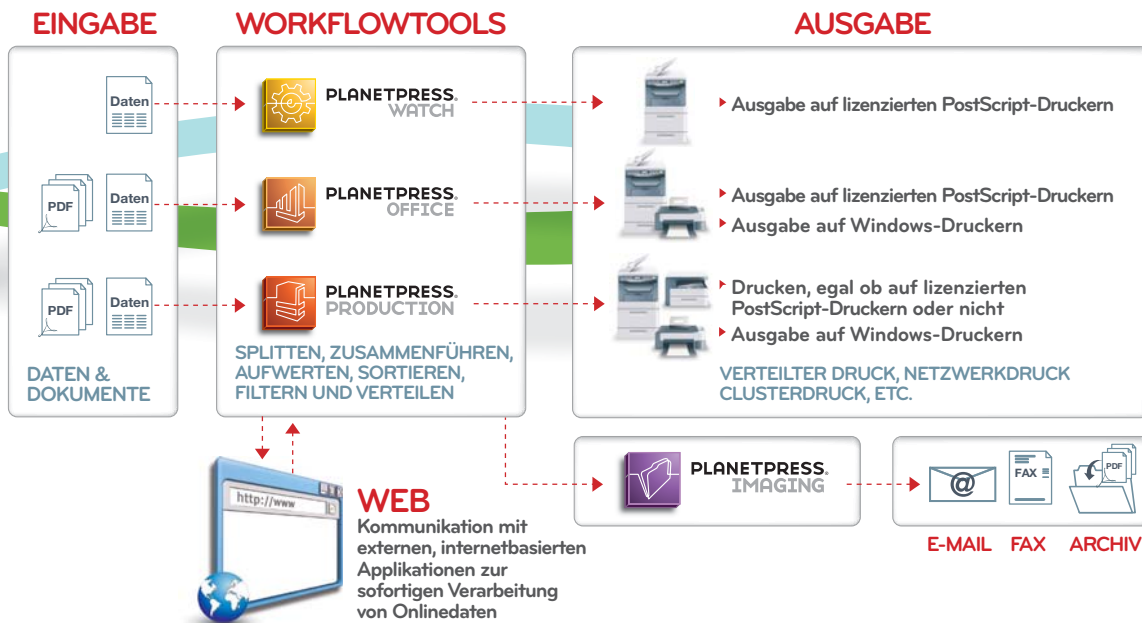 EINGABE
WORKFLOWTOOLS
AUSGABE
Daten
PLANETPRESS®
WATCH
Ausgabe auf lizenzierten PostScript-Druckern
PDF
Daten
PLANETPRESS®
OFFICE
Ausgabe auf lizenzierten PostScript-Druckern
Ausgabe auf Windows-Druckern
PDF
Daten
PLANETPRESS®
PRODUCTION
Drucken, egal ob auf lizenzierten
PostScript-Druckern oder nicht
Ausgabe auf Windows-Druckern
DATEN &
DOKUMENTE
SPLITTEN, ZUSAMMENFÜHREN,
AUFWERTEN, SORTIEREN,
FILTERN UND VERTEILEN
VERTEILTER DRUCK, NETZWERKDRUCK
CLUSTERDRUCK, ETC.
http://www
WEB
Kommunikation mit
externen, internetbasierten
Applikationen zur
sofortigen Verarbeitung
von Onlinedaten
PLANETPRESS®
IMAGING
@
FAX
PDF
E-MAIL
FAX
ARCHIV